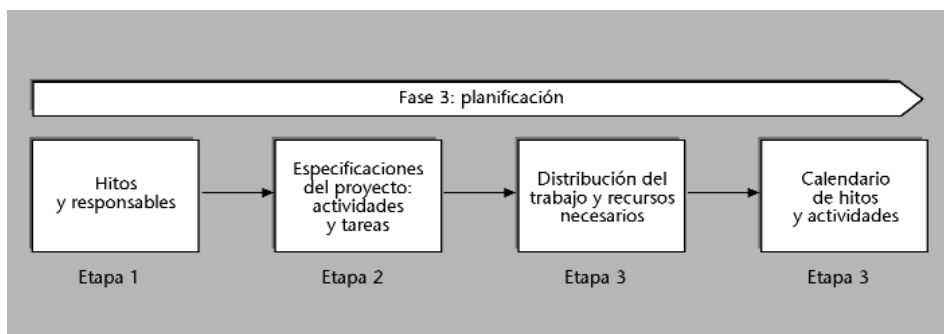 Fase 3: planificación
Hitos
y responsables
Especificaciones
del proyecto:
actividades
y tareas
Distribución del
trabajo y recursos
necesarios
Calendario
de hitos
y actividades
Etapa 1
Etapa 2
Etapa 3
Etapa 3